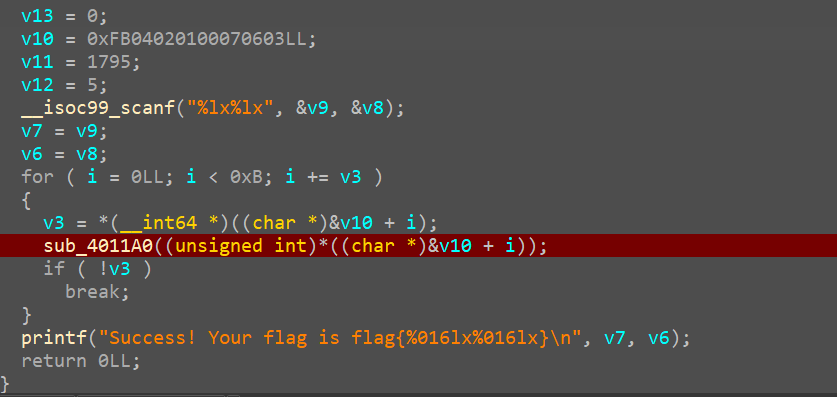 v13 = 0;
v10 = 0xFB04020100070603LL;
v11 = 1795;
v12 = 5;
__isoc99_scanf("%lx%lx", &v9, &v8);
v7 = v9;
v6 = v8;
for ( i = 0LL; i < 0xB; i += v3 )
{
v3 = *(__int64 *)((char *)&v10 + i);
sub_4011A0((unsigned int)*((char *)&v10 + i));
if ( !v3 )
break;
}
printf("Success! Your flag is flag{%016lx%016lx}\n", v7, v6);
return 0LL;
}